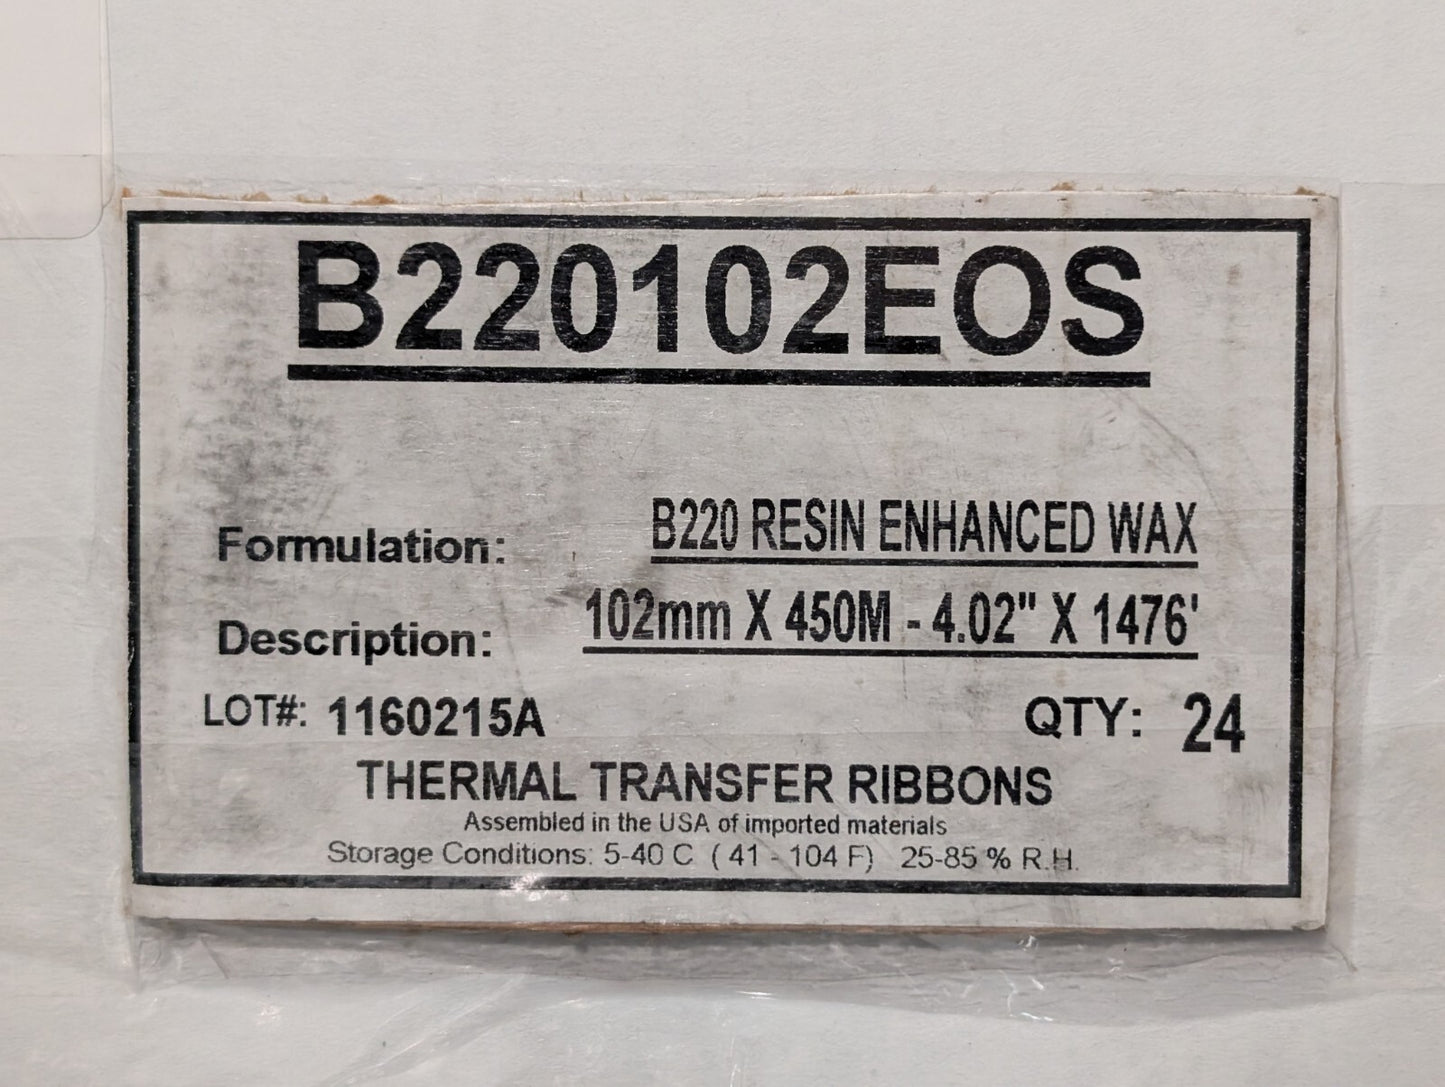 B220102EOS
Formulation: B220 RESIN ENHANCED WAX
Description: 102mm X 450M - 4.02" X 1476'
LOT#: 1160215A QTY: 24
THERMAL TRANSFER RIBBONS
Assembled in the USA of imported materials
Storage Conditions: 5-40 C ( 41 - 104 F) 25-85 % R.H.